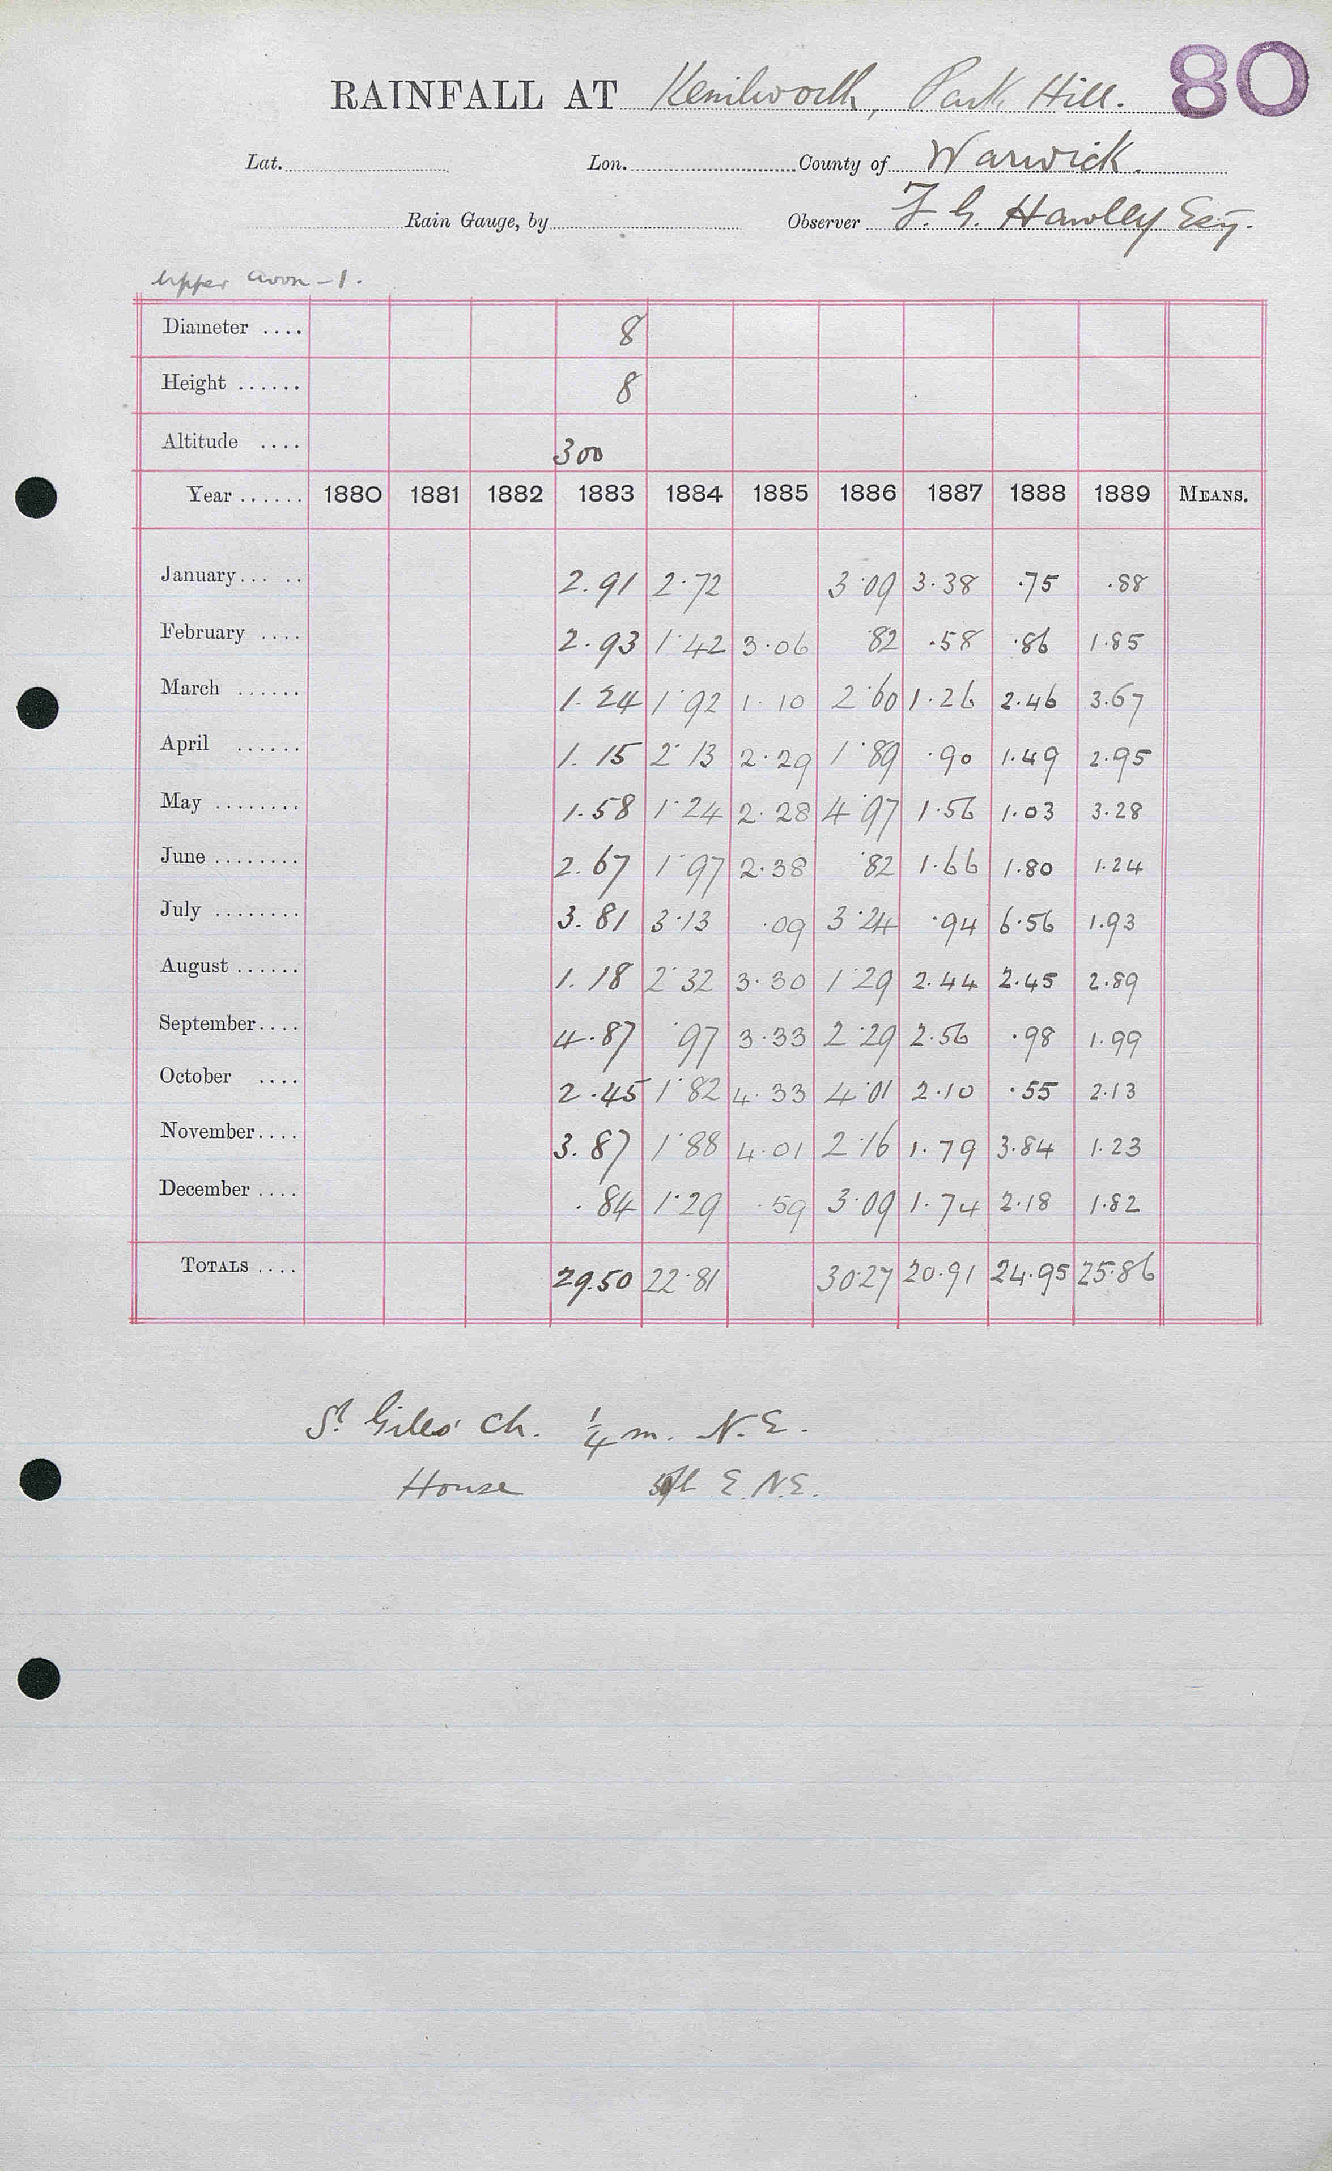 RAINFALL AT Kenilworth, Park Hill. 80
Lat. Lon. County of Warwick.
Rain Gauge, by Observer F. G. Hawley Esq.
Upper Avon - 1.
Diameter .... 8
Height ...... 8
Altitude .... 300
Year ...... 1880 1881 1882 1883 1884 1885 1886 1887 1888 1889 MEANS.
January... .. 2.91 2.72 3.09 3.38 .75 .88
February .... 2.93 1.42 3.06 .82 .58 .86 1.85
March ...... 1.24 1.92 1.10 2.60 1.26 2.46 3.67
April ...... 1.15 2.13 2.29 1.89 .90 1.49 2.95
May ........ 1.58 1.24 2.28 4.97 1.56 1.03 3.28
June ........ 2.67 1.97 2.38 .82 1.66 1.80 1.24
July ........ 3.81 3.13 .09 3.24 .94 6.56 1.93
August ...... 1.18 2.32 3.30 1.29 2.44 2.45 2.89
September.... 4.87 .97 3.33 2.29 2.56 .98 1.99
October .... 2.45 1.82 4.33 4.01 2.10 .55 2.13
November.... 3.87 1.88 4.01 2.16 1.79 3.84 1.23
December .... .84 1.29 .59 3.09 1.74 2.18 1.82
TOTALS .... 29.50 22.81 30.27 20.91 24.95 25.86
St Giles' Ch. 1/4 m. N.E.
House E.N.E.